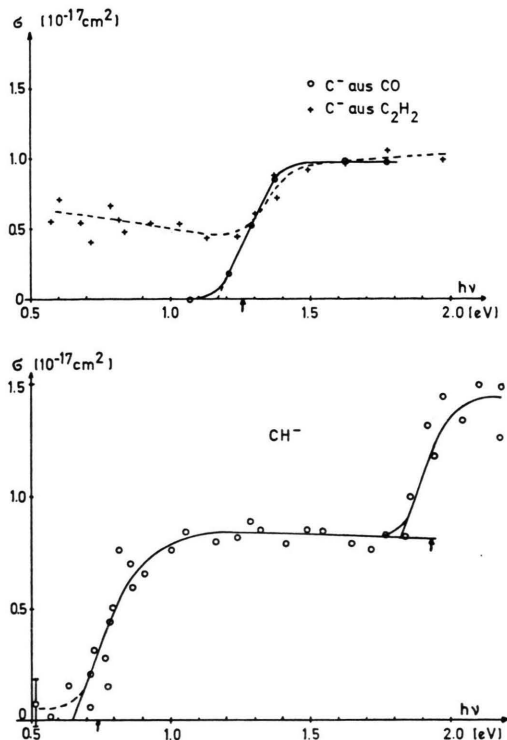 σ [10⁻¹⁷cm²]
1.5
1.0
0.5
0
o C⁻ aus CO
+ C⁻ aus C₂H₂
hν
0.5 1.0 1.5 2.0 [eV]
σ [10⁻¹⁷cm²]
1.5
1.0
0.5
0
CH⁻
hν
0.5 1.0 1.5 2.0 [eV]